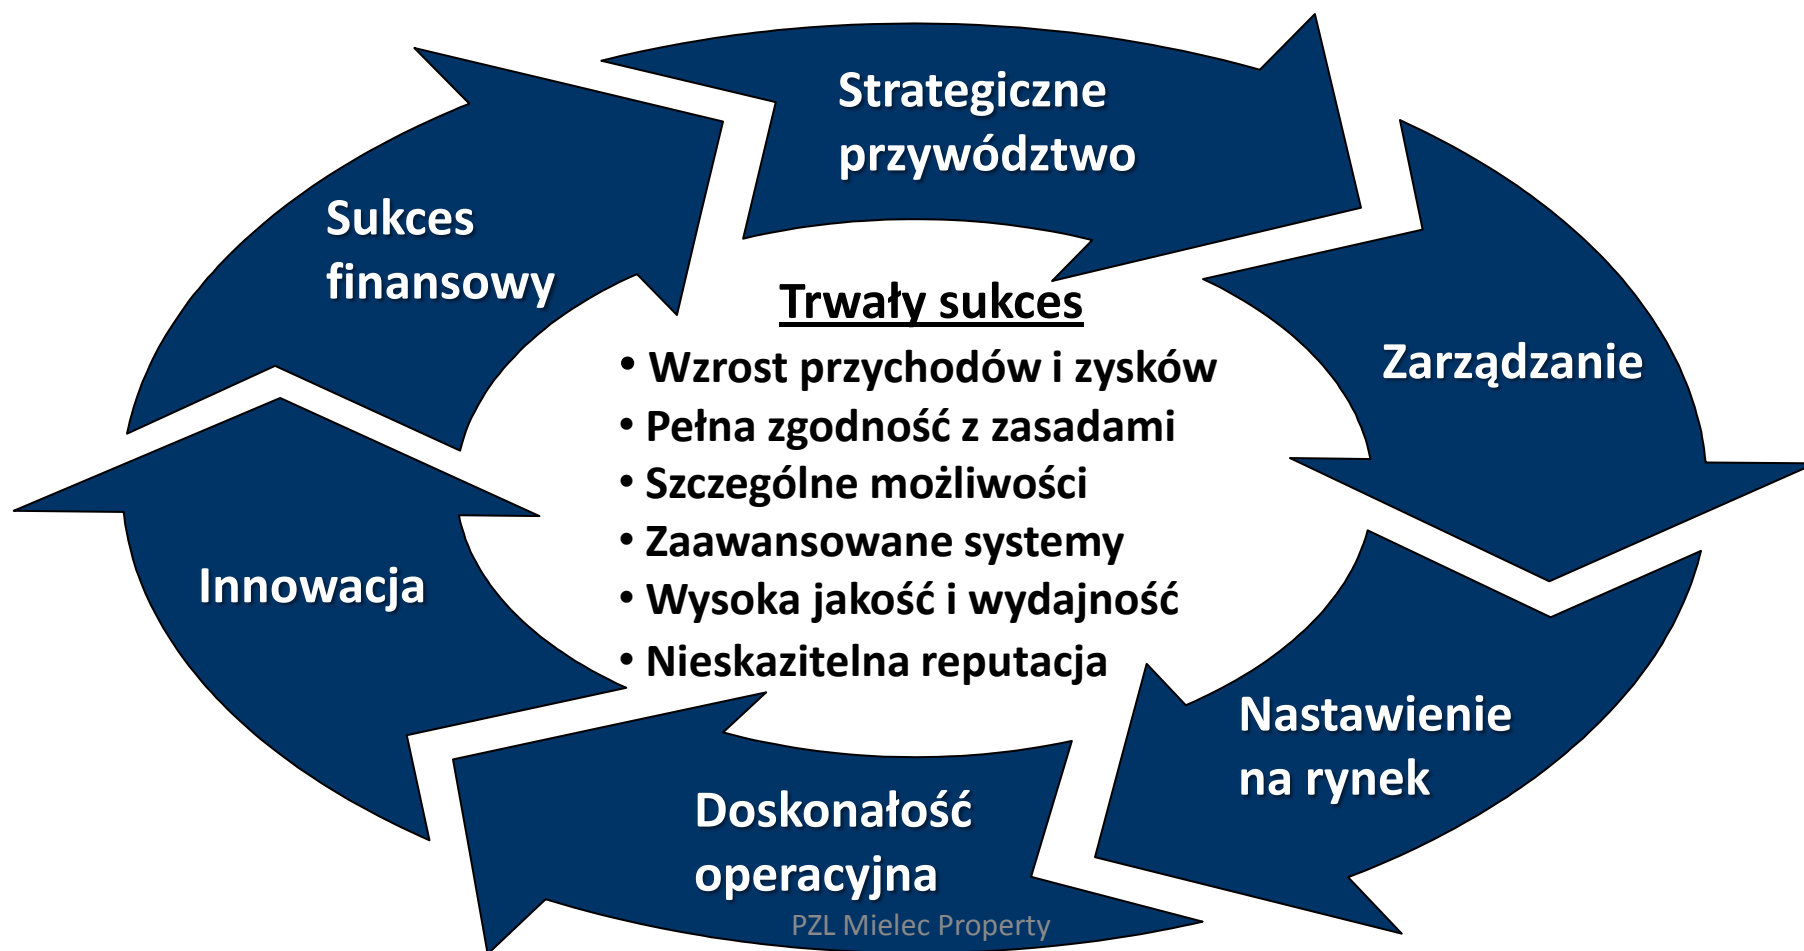 Strategiczne
przywództwo
Sukces
finansowy
Zarządzanie
Trwały sukces
• Wzrost przychodów i zysków
• Pełna zgodność z zasadami
• Szczególne możliwości
• Zaawansowane systemy
• Wysoka jakość i wydajność
• Nieskazitelna reputacja
Innowacja
Nastawienie
na rynek
Doskonałość
operacyjna
PZL Mielec Property